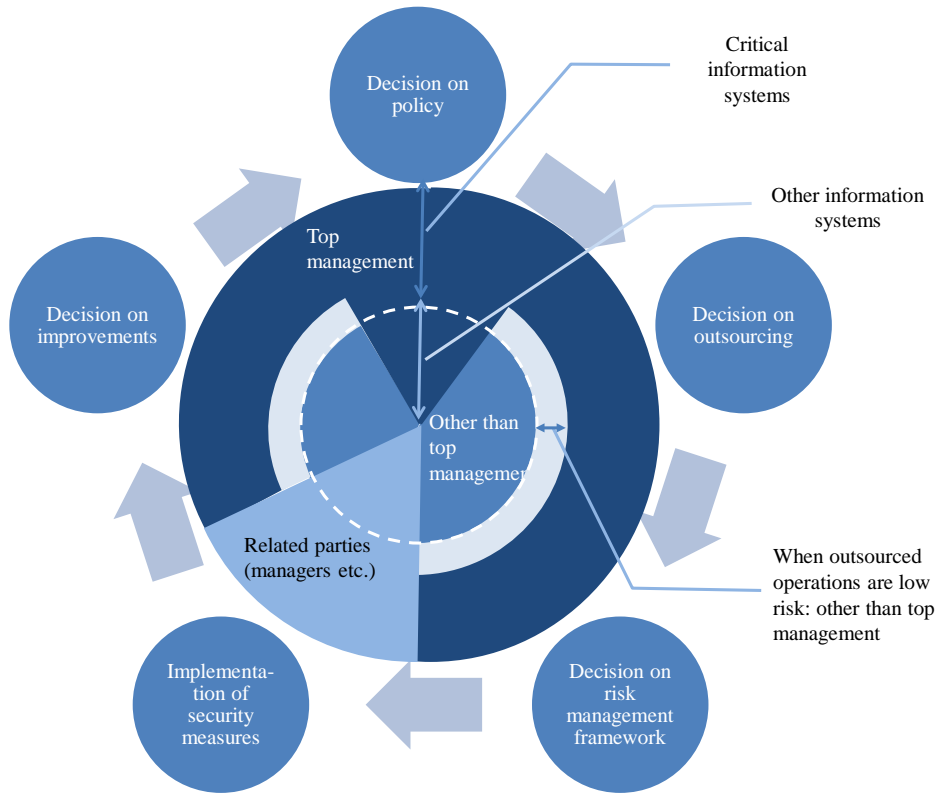 Decision on
policy
Critical
information
systems
Other information
systems
Top
management
Decision on
improvements
Decision on
outsourcing
Other than
top
management
Related parties
(managers etc.)
When outsourced
operations are low
risk: other than top
management
Implementa-
tion of
security
measures
Decision on
risk
management
framework